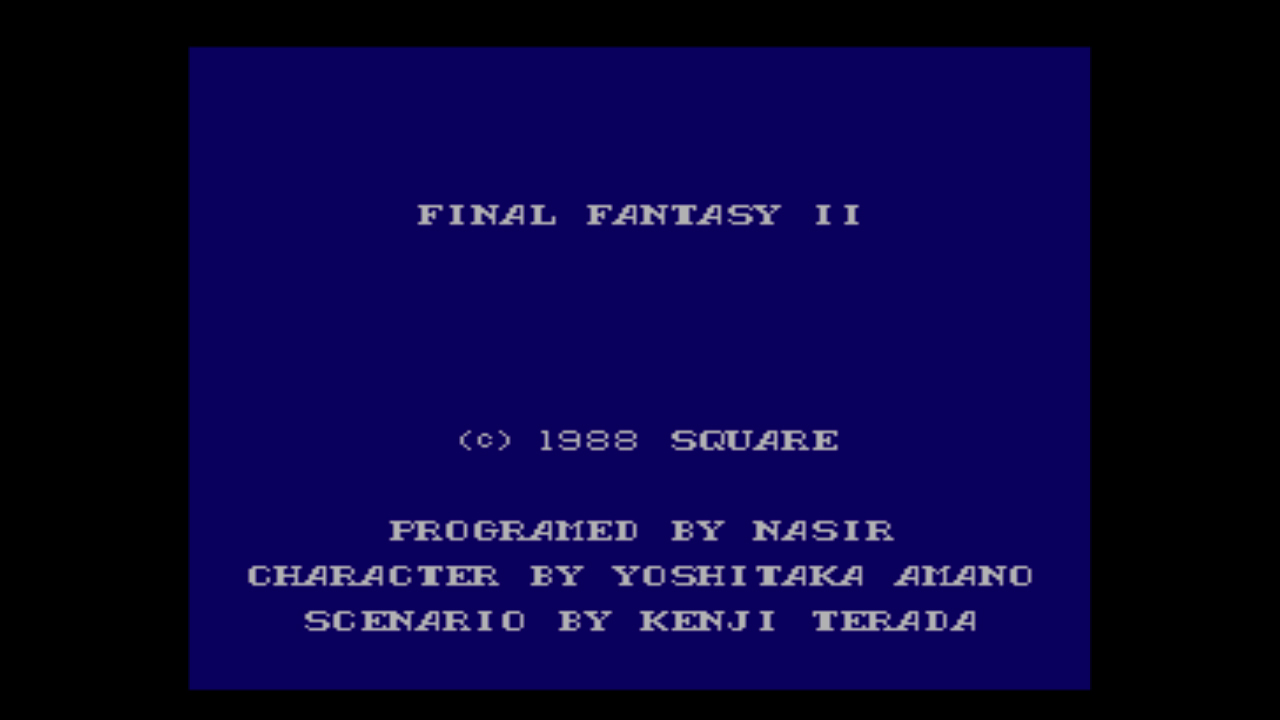 FINAL FANTASY II
(c) 1988 SQUARE
PROGRAMED BY NASIR
CHARACTER BY YOSHITAKA AMANO
SCENARIO BY KENJI TERADA